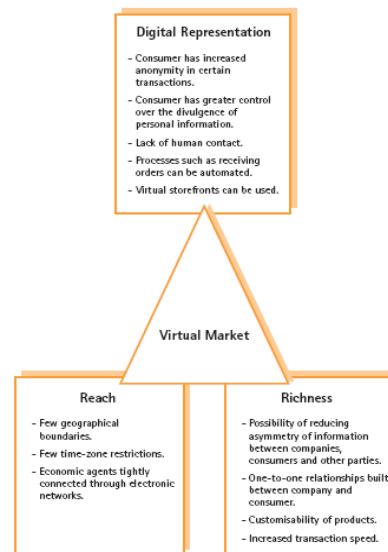 Digital Representation
– Consumer has increased
anonymity in certain
transactions.
– Consumer has greater control
over the divulgence of
personal information.
– Lack of human contact.
– Processes such as receiving
orders can be automated.
– Virtual storefronts can be used.
Virtual Market
Reach
– Few geographical
boundaries.
– Few time-zone restrictions.
– Economic agents tightly
connected through electronic
networks.
Richness
– Possibility of reducing
asymmetry of information
between companies,
consumers and other parties.
– One-to-one relationships built
between company and
consumer.
– Customisability of products.
– Increased transaction speed.